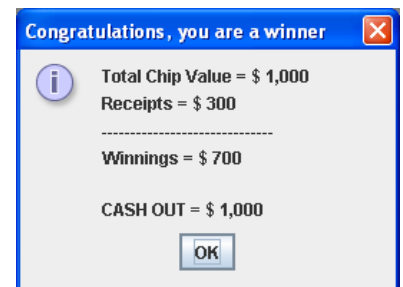 Congratulations, you are a winner
Total Chip Value = $ 1,000
Receipts = $ 300
------------------------------
Winnings = $ 700
CASH OUT = $ 1,000
OK